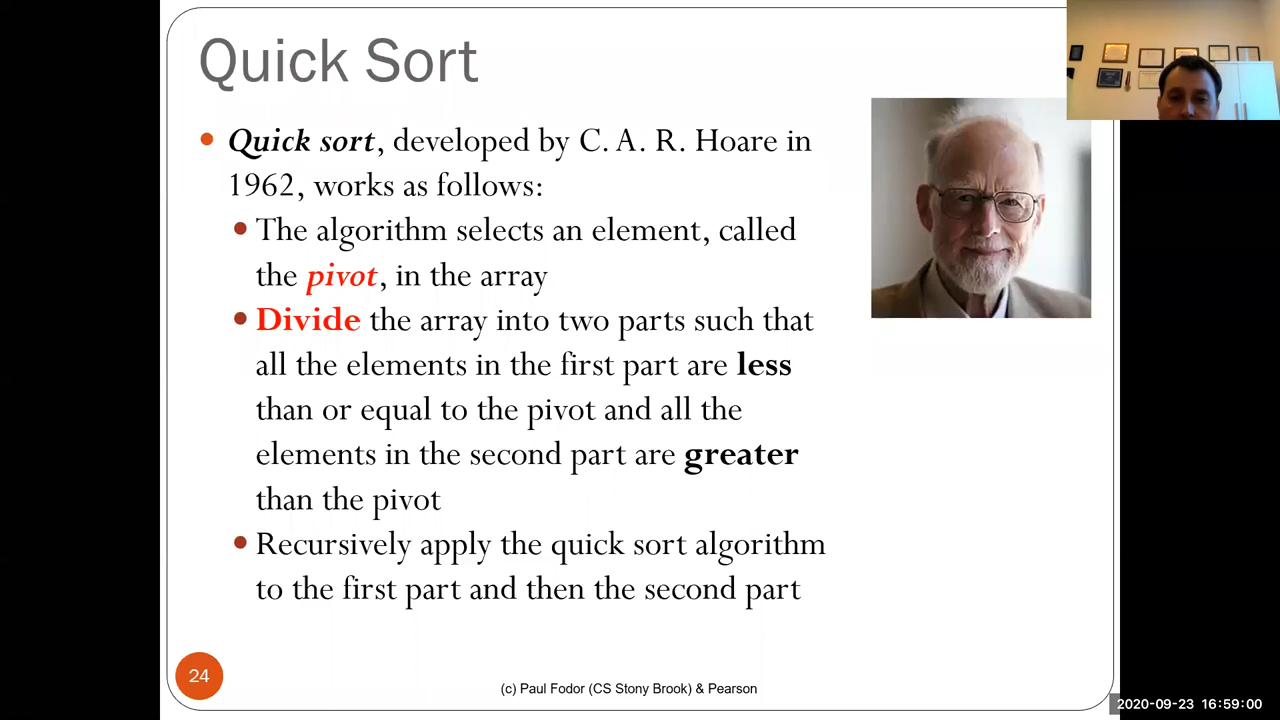 Quick Sort
• Quick sort, developed by C. A. R. Hoare in
1962, works as follows:
• The algorithm selects an element, called
the pivot, in the array
• Divide the array into two parts such that
all the elements in the first part are less
than or equal to the pivot and all the
elements in the second part are greater
than the pivot
• Recursively apply the quick sort algorithm
to the first part and then the second part
24
(c) Paul Fodor (CS Stony Brook) & Pearson
2020-09-23 16:59:00